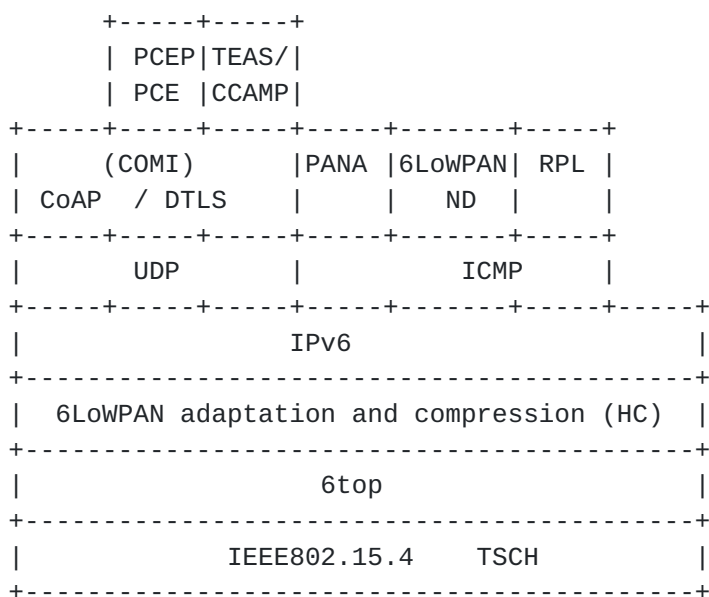 +-----+-----+
| PCEP|TEAS/|
| PCE |CCAMP|
+-----+-----+-----+-----+-------+-----+
| (COMI) |PANA |6LoWPAN| RPL |
| CoAP / DTLS | | ND | |
+-----+-----+-----+-----+-------+-----+
| UDP | ICMP |
+-----+-----+-----+-----+-------+-----+-----+
| IPv6 |
+-------------------------------------------+
| 6LoWPAN adaptation and compression (HC) |
+-------------------------------------------+
| 6top |
+-------------------------------------------+
| IEEE802.15.4 TSCH |
+-------------------------------------------+